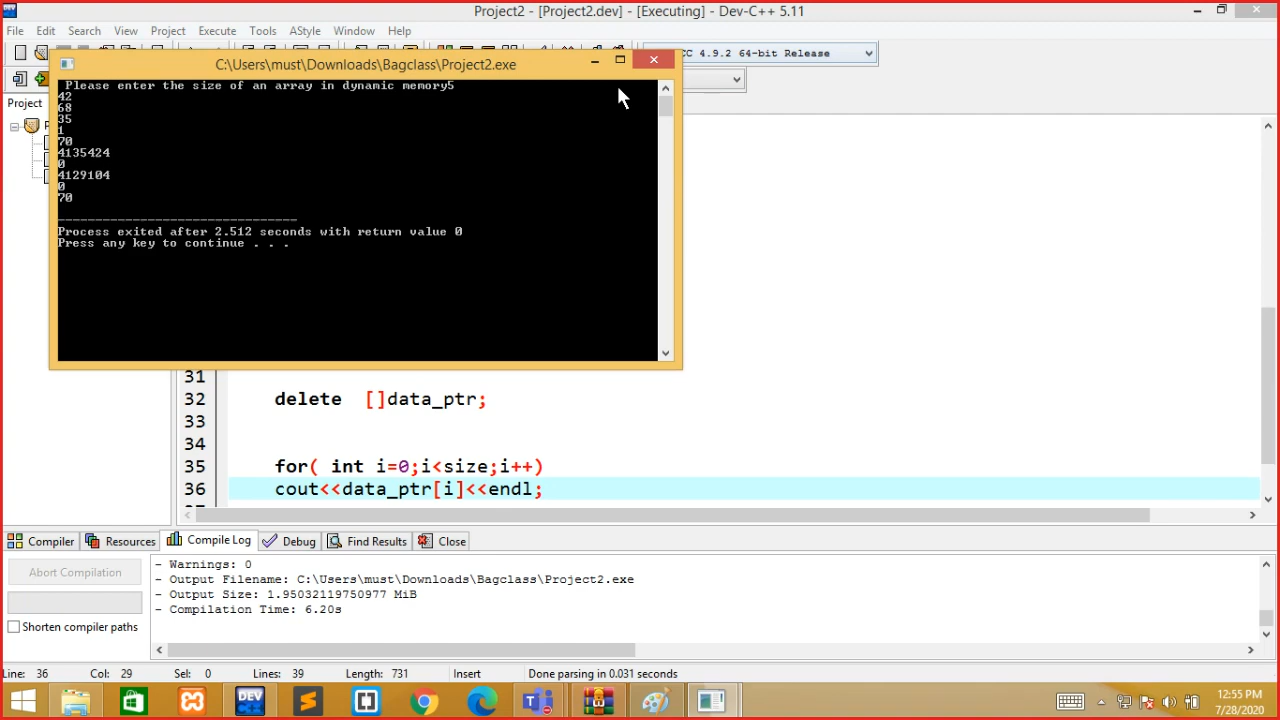 Project2 - [Project2.dev] - [Executing] - Dev-C++ 5.11
File Edit Search View Project Execute Tools AStyle Window Help
CC 4.9.2 64-bit Release
C:\Users\must\Downloads\Bagclass\Project2.exe
Please enter the size of an array in dynamic memory5
42
68
35
1
70
4135424
0
4129104
0
70
--------------------------------
Process exited after 2.512 seconds with return value 0
Press any key to continue . . .
Project
31
32 delete []data_ptr;
33
34
35 for( int i=0;i<size;i++)
36 cout<<data_ptr[i]<<endl;
Compiler Resources Compile Log Debug Find Results Close
Abort Compilation
Shorten compiler paths
- Warnings: 0
- Output Filename: C:\Users\must\Downloads\Bagclass\Project2.exe
- Output Size: 1.95032119750977 MiB
- Compilation Time: 6.20s
Line: 36 Col: 29 Sel: 0 Lines: 39 Length: 731 Insert Done parsing in 0.031 seconds
DEV
12:55 PM
7/28/2020